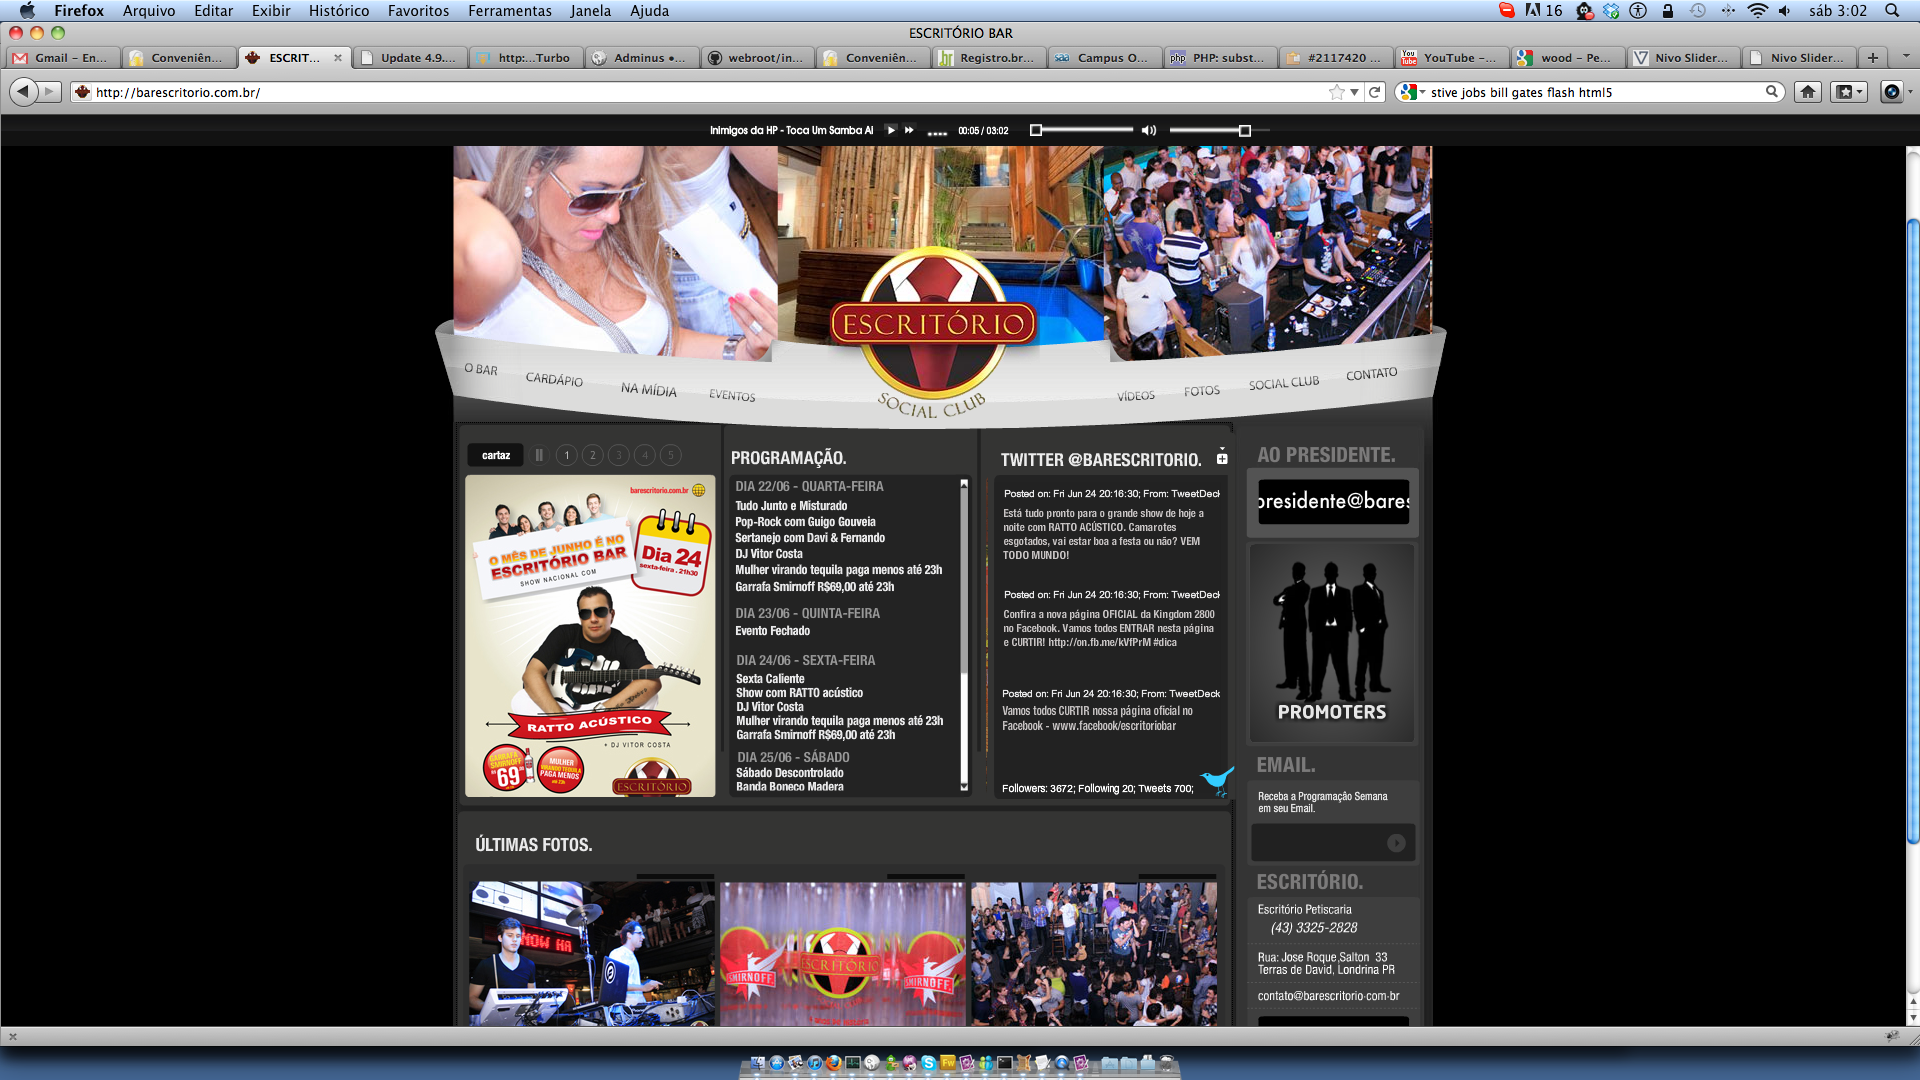 Firefox Arquivo Editar Exibir Histórico Favoritos Ferramentas Janela Ajuda 16 sáb 3:02
ESCRITÓRIO BAR
Gmail – En... Conveniên... ESCRIT... Update 4.9.... http:...Turbo Adminus •... webroot/in... Conveniên... Registro.br... Campus O... PHP: subst... #2117420 ... YouTube –... wood – Pe... Nivo Slider... Nivo Slider...
http://barescritorio.com.br/ stive jobs bill gates flash html5
Inimigos da HP - Toca Um Samba Aí 00:05 / 03:02
ESCRITÓRIO
SOCIAL CLUB
O BAR CARDÁPIO NA MÍDIA EVENTOS VÍDEOS FOTOS SOCIAL CLUB CONTATO
cartaz 1 2 3 4 5
barescritorio.com.br
O MÊS DE JUNHO É NO
ESCRITÓRIO BAR
SHOW NACIONAL COM
Dia 24
sexta-feira . 21h30
RATTO ACÚSTICO
+ DJ VITOR COSTA
GARRAFA
SMIRNOFF
R$ 69,00
MULHER
VIRANDO TEQUILA
PAGA MENOS
até 23h
ESCRITÓRIO
PROGRAMAÇÃO.
DIA 22/06 - QUARTA-FEIRA
Tudo Junto e Misturado
Pop-Rock com Guigo Gouveia
Sertanejo com Davi & Fernando
DJ Vitor Costa
Mulher virando tequila paga menos até 23h
Garrafa Smirnoff R$69,00 até 23h
DIA 23/06 - QUINTA-FEIRA
Evento Fechado
DIA 24/06 - SEXTA-FEIRA
Sexta Caliente
Show com RATTO acústico
DJ Vitor Costa
Mulher virando tequila paga menos até 23h
Garrafa Smirnoff R$69,00 até 23h
DIA 25/06 - SÁBADO
Sábado Descontrolado
Banda Boneco Madera
TWITTER @BARESCRITORIO.
Posted on: Fri Jun 24 20:16:30; From: TweetDeck
Está tudo pronto para o grande show de hoje a
noite com RATTO ACÚSTICO. Camarotes
esgotados, vai estar boa a festa ou não? VEM
TODO MUNDO!
Posted on: Fri Jun 24 20:16:30; From: TweetDeck
Confira a nova página OFICIAL da Kingdom 2800
no Facebook. Vamos todos ENTRAR nesta página
e CURTIR! http://on.fb.me/kVfPrM #dica
Posted on: Fri Jun 24 20:16:30; From: TweetDeck
Vamos todos CURTIR nossa página oficial no
Facebook - www.facebook/escritoriobar
Followers: 3672; Following 20; Tweets 700;
AO PRESIDENTE.
presidente@bares
PROMOTERS
EMAIL.
Receba a Programação Semana
em seu Email.
ESCRITÓRIO.
Escritório Petiscaria
(43) 3325-2828
Rua: Jose Roque,Salton 33
Terras de David, Londrina PR
contato@barescritorio.com.br
ÚLTIMAS FOTOS.
HOW HA
SMIRNOFF
ESCRITÓRIO
SMIRNOFF